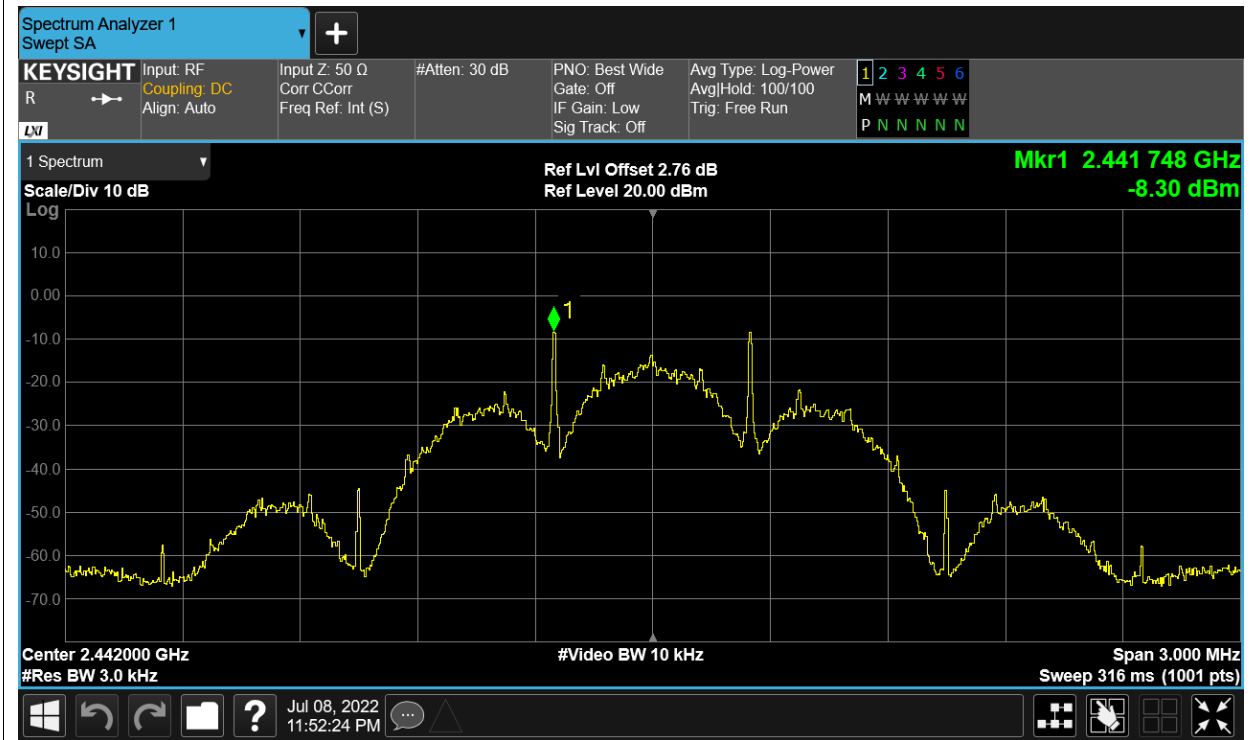 Spectrum Analyzer 1
Swept SA
KEYSIGHT
R
LXI
Input: RF
Coupling: DC
Align: Auto
Input Z: 50 Ω
Corr CCorr
Freq Ref: Int (S)
#Atten: 30 dB
PNO: Best Wide
Gate: Off
IF Gain: Low
Sig Track: Off
Avg Type: Log-Power
Avg|Hold: 100/100
Trig: Free Run
1 2 3 4 5 6
M W W W W W
P N N N N N
1 Spectrum
Scale/Div 10 dB
Log
Ref Lvl Offset 2.76 dB
Ref Level 20.00 dBm
Mkr1 2.441 748 GHz
-8.30 dBm
10.0
0.00
1
-10.0
-20.0
-30.0
-40.0
-50.0
-60.0
-70.0
Center 2.442000 GHz
#Video BW 10 kHz
Span 3.000 MHz
#Res BW 3.0 kHz
Sweep 316 ms (1001 pts)
?
Jul 08, 2022
11:52:24 PM